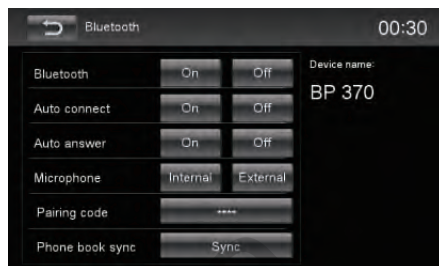 Bluetooth 00:30
Bluetooth On Off
Device name:
BP 370
Auto connect On Off
Auto answer On Off
Microphone Internal External
Pairing code ****
Phone book sync Sync